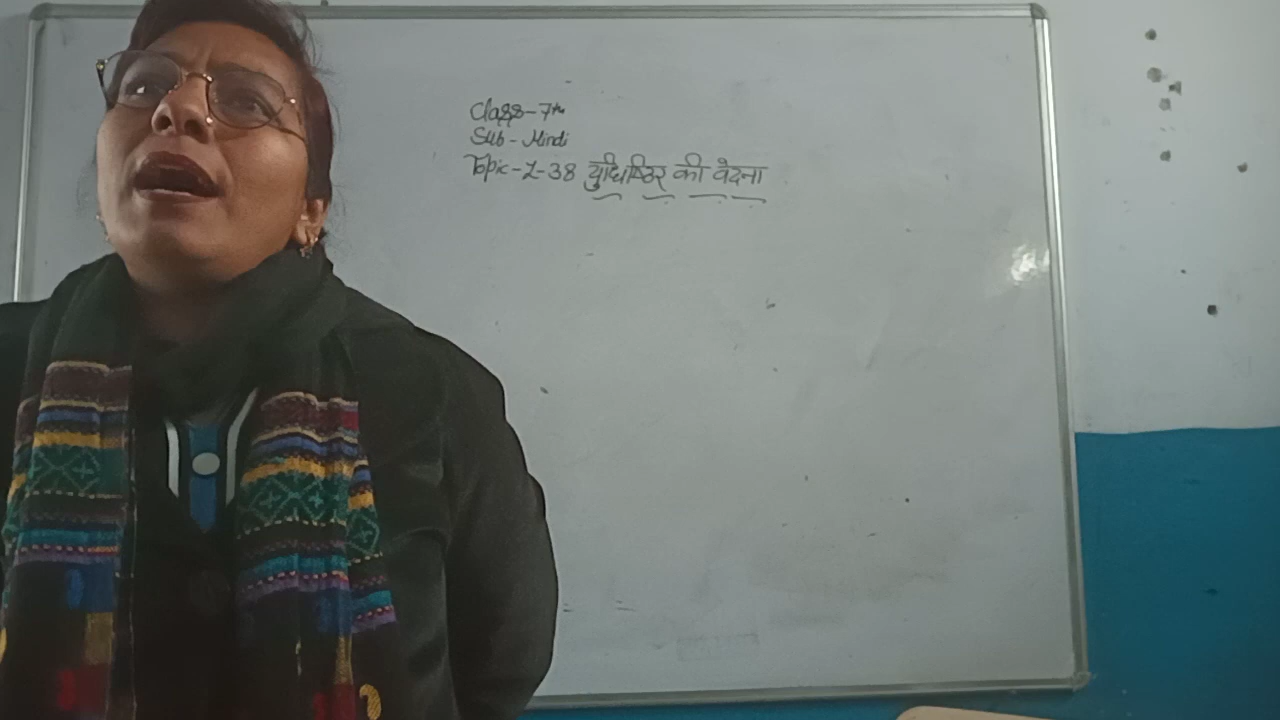 Class-7th
Sub - Hindi
Topic-L-38 युधिष्ठिर की वेदना